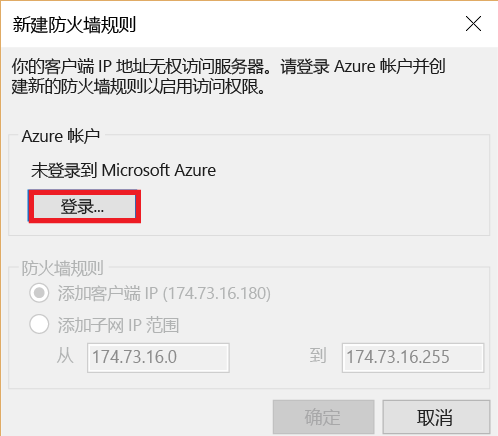 新建防火墙规则
你的客户端 IP 地址无权访问服务器。请登录 Azure 帐户并创
建新的防火墙规则以启用访问权限。
Azure 帐户
未登录到 Microsoft Azure
登录...
防火墙规则
添加客户端 IP (174.73.16.180)
添加子网 IP 范围
从 174.73.16.0 到 174.73.16.255
确定 取消